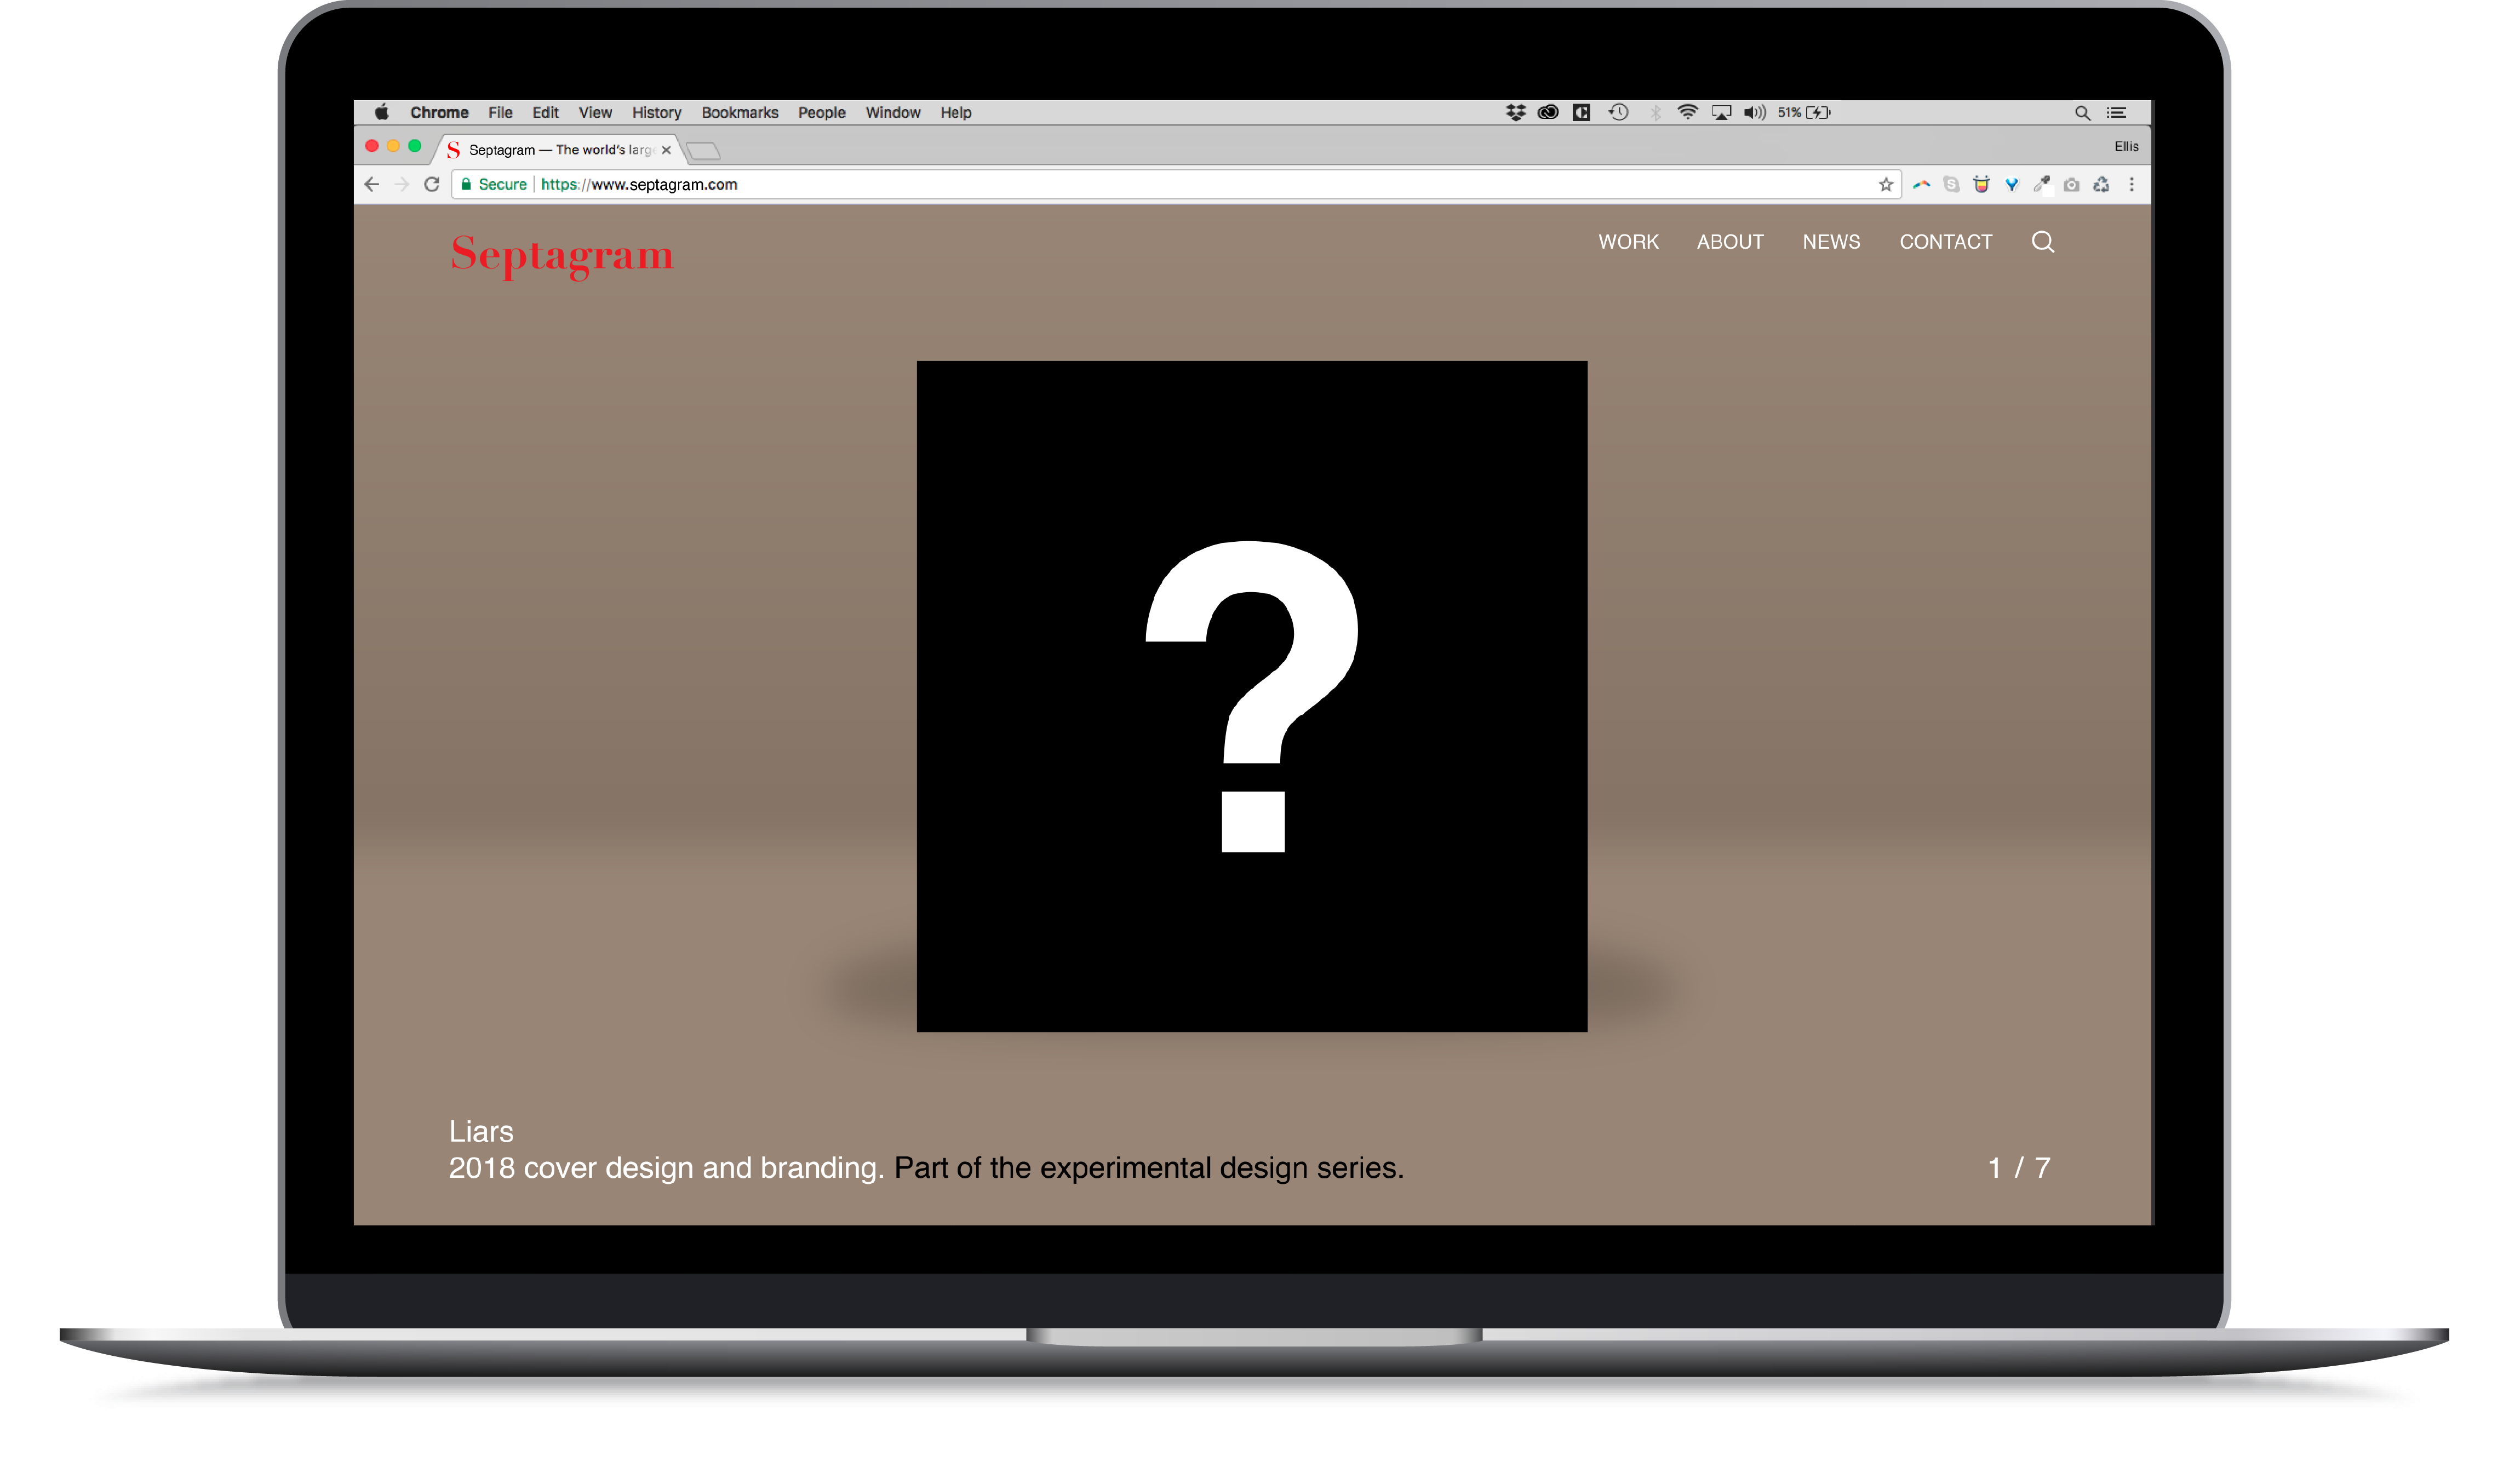 Chrome File Edit View History Bookmarks People Window Help 51%
S Septagram — The world's larg Ellis
Secure https://www.septagram.com
Septagram WORK ABOUT NEWS CONTACT
?
Liars
2018 cover design and branding. Part of the experimental design series. 1 / 7